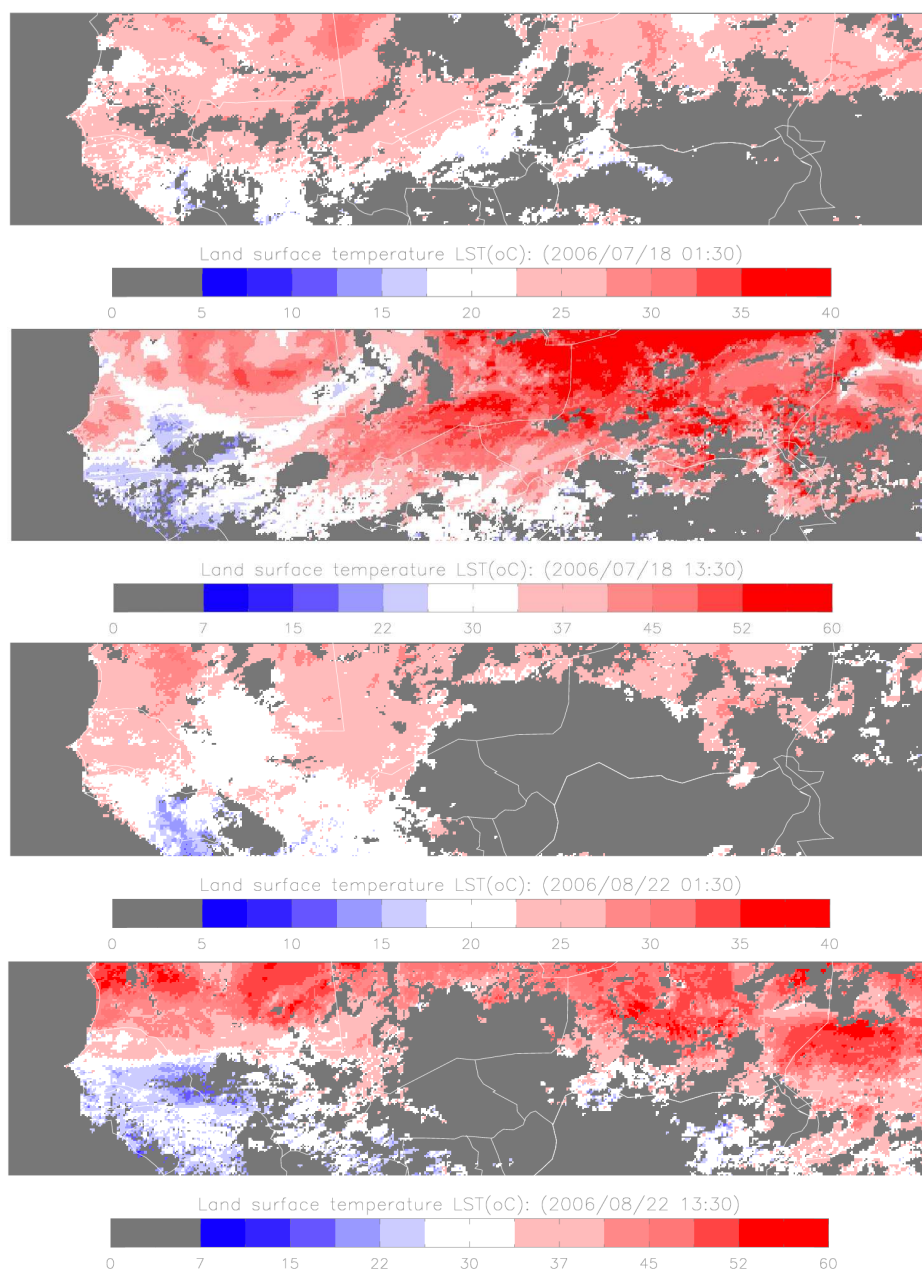 Land surface temperature LST(oC): (2006/07/18 01:30)
0 5 10 15 20 25 30 35 40
Land surface temperature LST(oC): (2006/07/18 13:30)
0 7 15 22 30 37 45 52 60
Land surface temperature LST(oC): (2006/08/22 01:30)
0 5 10 15 20 25 30 35 40
Land surface temperature LST(oC): (2006/08/22 13:30)
0 7 15 22 30 37 45 52 60